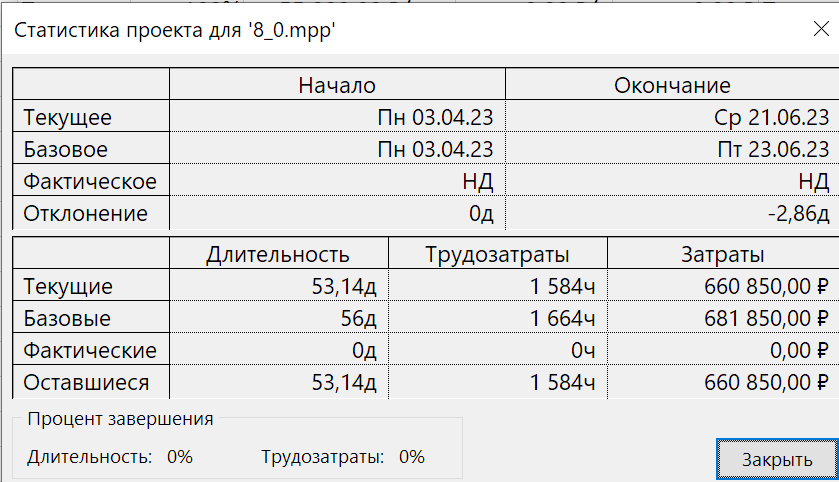 Статистика проекта для '8_0.mpp'
Начало Окончание
Текущее Пн 03.04.23 Ср 21.06.23
Базовое Пн 03.04.23 Пт 23.06.23
Фактическое НД НД
Отклонение 0д -2,86д
Длительность Трудозатраты Затраты
Текущие 53,14д 1 584ч 660 850,00 ₽
Базовые 56д 1 664ч 681 850,00 ₽
Фактические 0д 0ч 0,00 ₽
Оставшиеся 53,14д 1 584ч 660 850,00 ₽
Процент завершения
Длительность: 0% Трудозатраты: 0%
Закрыть